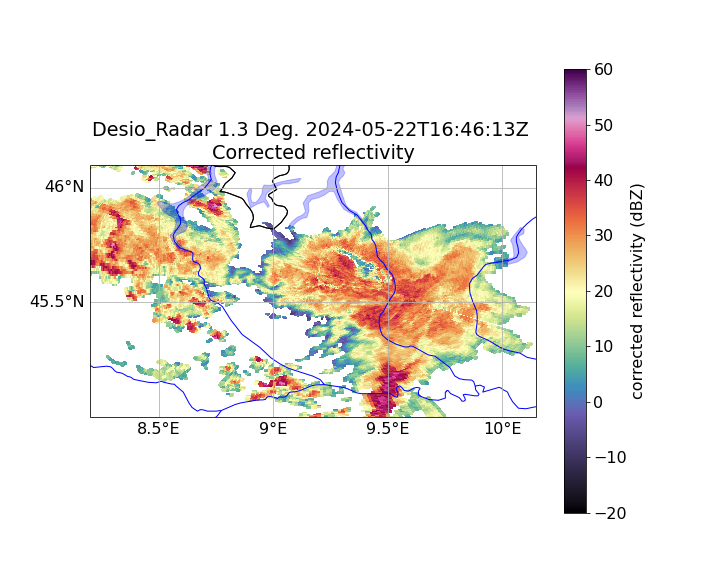 Desio_Radar 1.3 Deg. 2024-05-22T16:46:13Z
Corrected reflectivity
46°N
45.5°N
8.5°E
9°E
9.5°E
10°E
60
50
40
30
20
10
0
−10
−20
corrected reflectivity (dBZ)